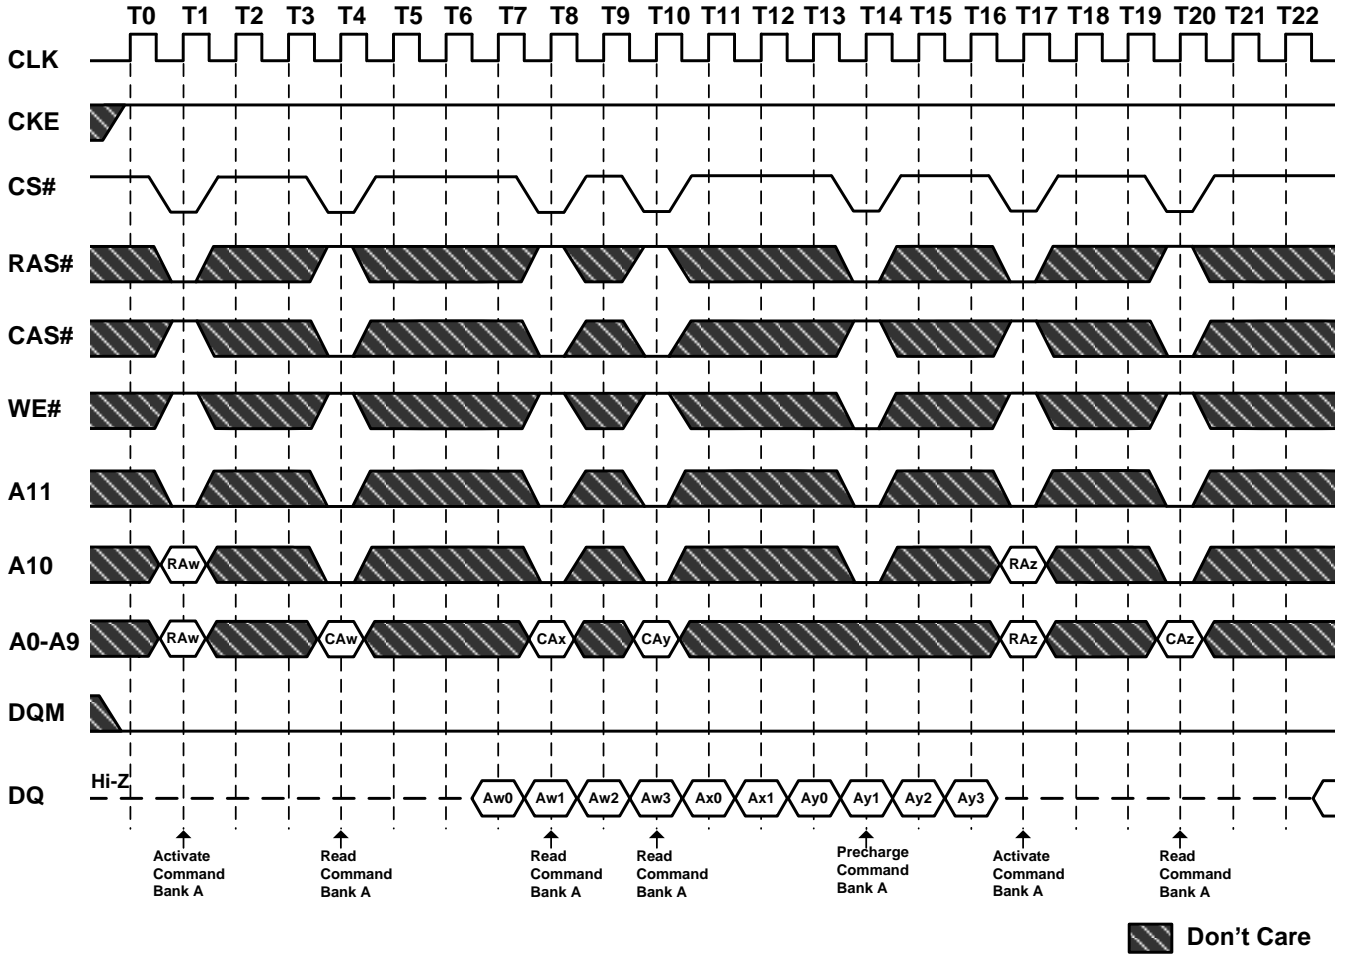 T0 T1 T2 T3 T4 T5 T6 T7 T8 T9 T10 T11 T12 T13 T14 T15 T16 T17 T18 T19 T20 T21 T22
CLK
CKE
CS#
RAS#
CAS#
WE#
A11
A10 RAw RAz
A0-A9 RAw CAw CAx CAy RAz CAz
DQM
Hi-Z
DQ Aw0 Aw1 Aw2 Aw3 Ax0 Ax1 Ay0 Ay1 Ay2 Ay3
Activate
Command
Bank A
Read
Command
Bank A
Read
Command
Bank A
Read
Command
Bank A
Precharge
Command
Bank A
Activate
Command
Bank A
Read
Command
Bank A
Don't Care